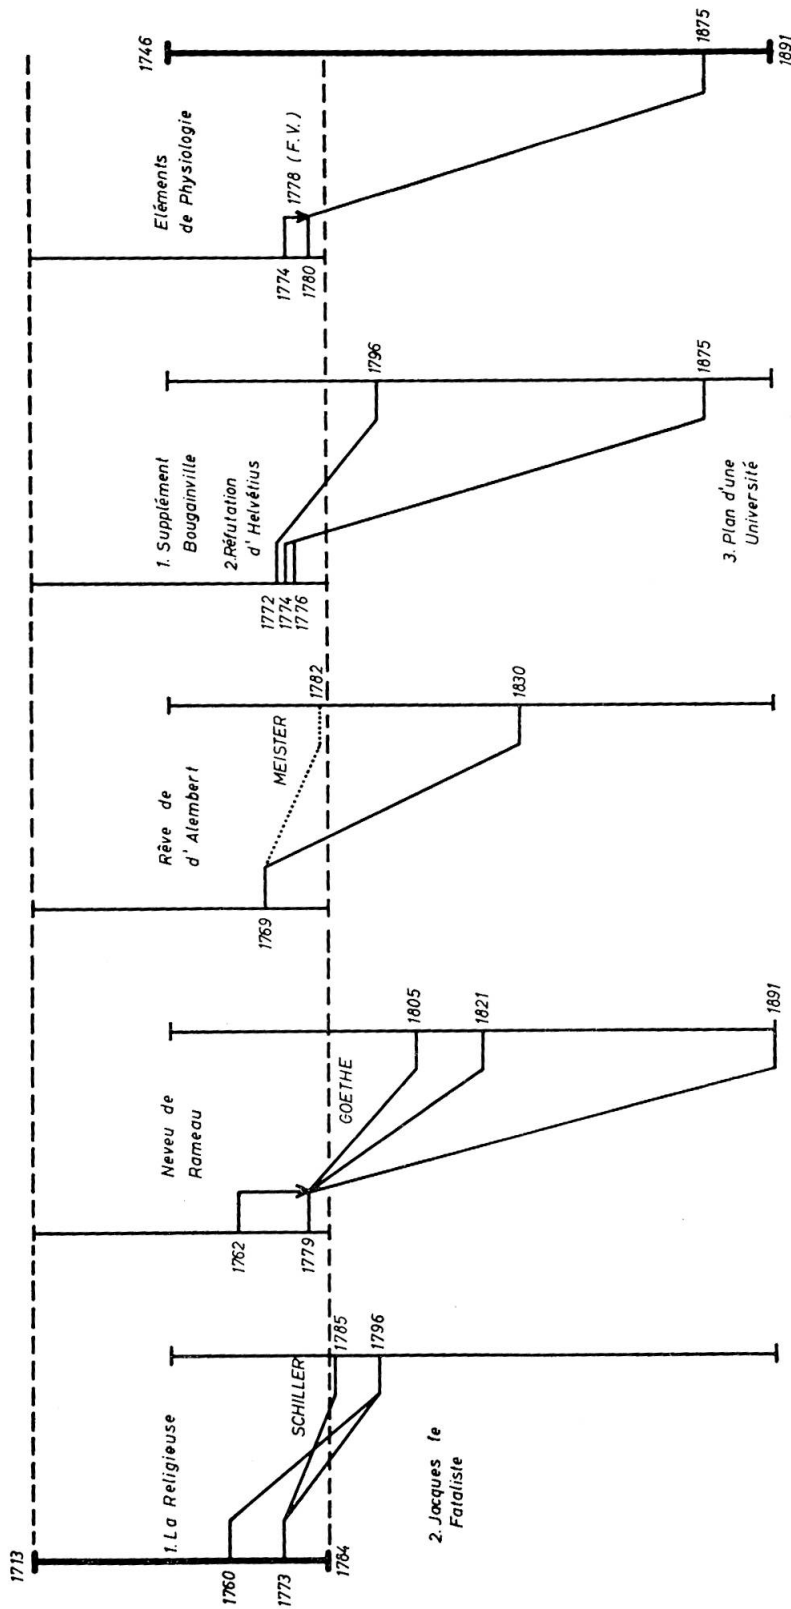 1713
1784
1760
1773
1. La Religieuse
SCHILLER
1785
1796
2. Jacques le
Fataliste
Neveu de
Rameau
1762
1779
GOETHE
1805
1821
1891
Rêve de
d'Alembert
1769
MEISTER
1782
1830
1. Supplément
Bougainville
2. Réfutation
d'Helvétius
1772
1774
1776
1796
1875
3. Plan d'une
Université
Eléments
de Physiologie
1774
1780
1778 (F.V.)
1746
1875
1891